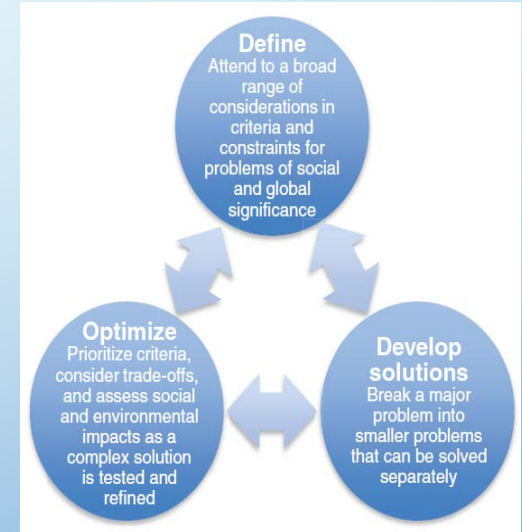 Define
Attend to a broad
range of
considerations in
criteria and
constraints for
problems of social
and global
significance
Optimize
Prioritize criteria,
consider trade-offs,
and assess social
and environmental
impacts as a
complex solution
is tested and
refined
Develop
solutions
Break a major
problem into
smaller problems
that can be solved
separately